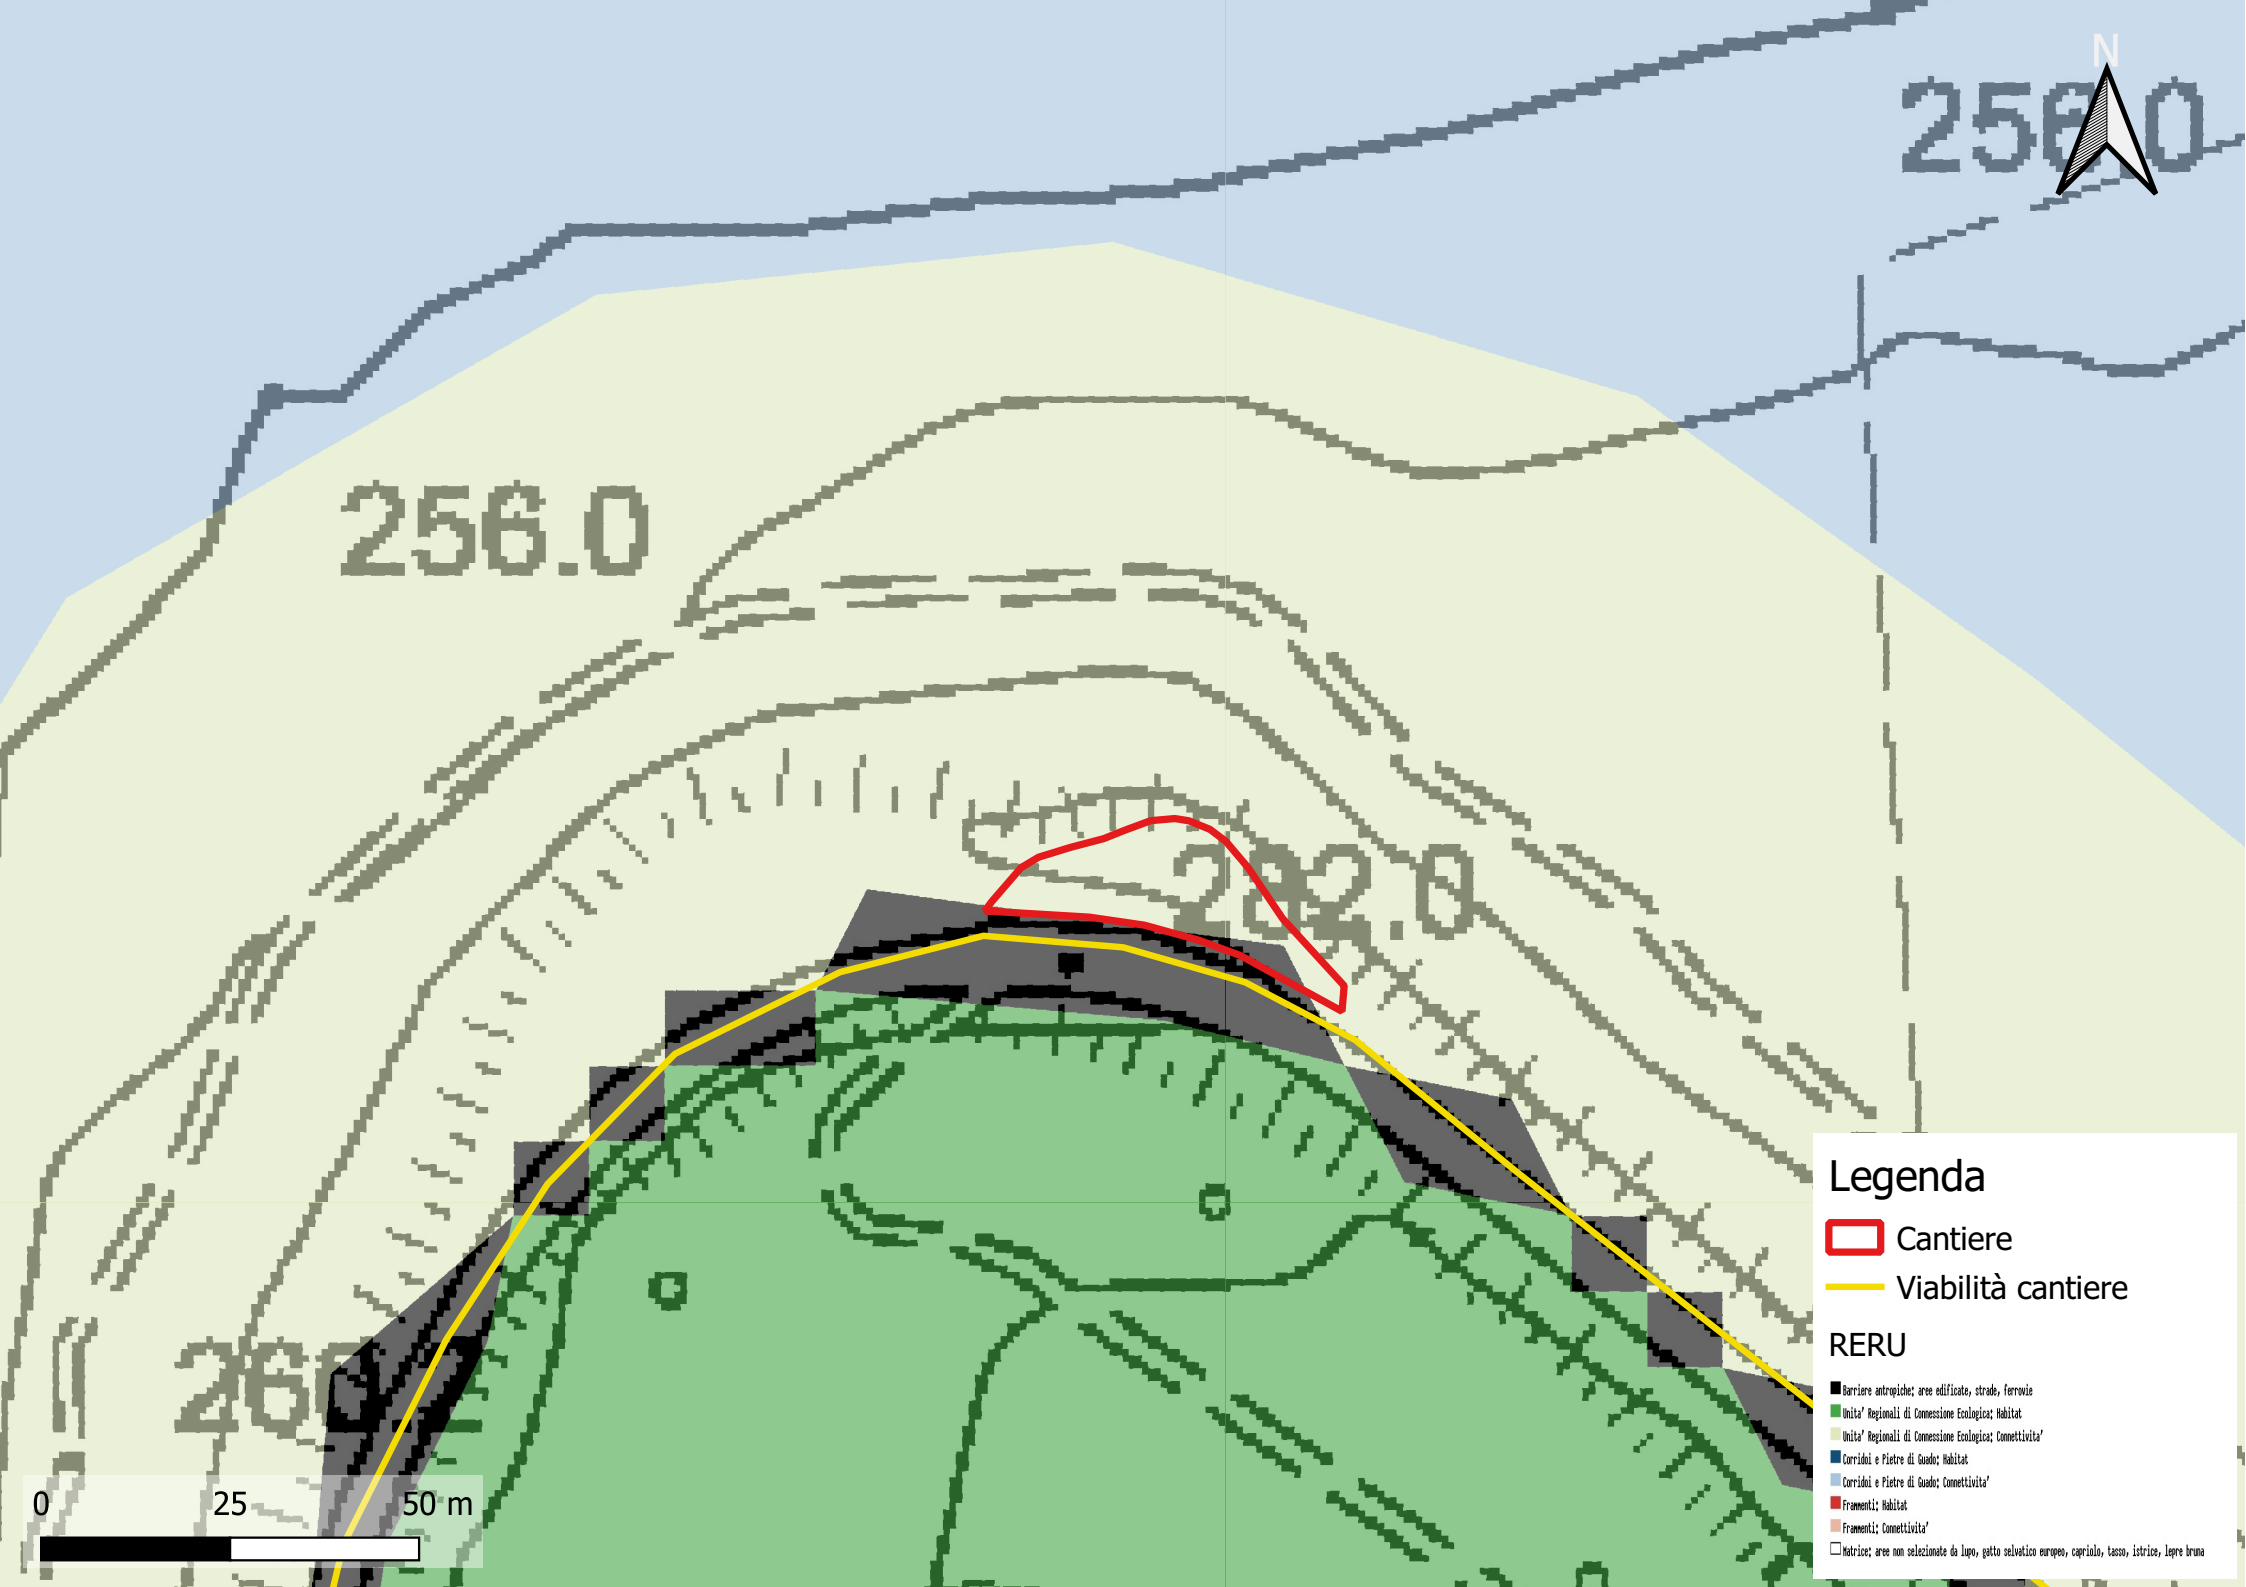 N
256.0
256.0
Legenda
Cantiere
Viabilità cantiere
RERU
Barriere antropiche: aree edificate, strade, ferrovie
Unita' Regionali di Connessione Ecologica: Habitat
Unita' Regionali di Connessione Ecologica: Connettivita'
Corridoi e Pietre di Guado: Habitat
Corridoi e Pietre di Guado: Connettivita'
Frammenti: Habitat
Frammenti: Connettivita'
Matrice: aree non selezionate da lupo, gatto selvatico europeo, capriolo, tasso, istrice, lepre bruna
0 25 50 m